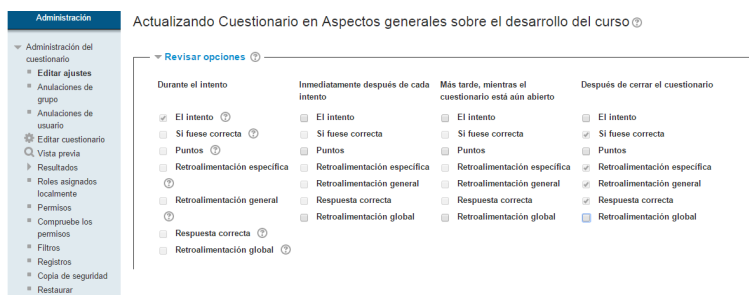 Administración
Administración del
cuestionario
Editar ajustes
Anulaciones de
grupo
Anulaciones de
usuario
Editar cuestionario
Vista previa
Resultados
Roles asignados
localmente
Permisos
Compruebe los
permisos
Filtros
Registros
Copia de seguridad
Restaurar
Actualizando Cuestionario en Aspectos generales sobre el desarrollo del curso
Revisar opciones
Durante el intento
El intento
Si fuese correcta
Puntos
Retroalimentación específica
Retroalimentación general
Respuesta correcta
Retroalimentación global
Inmediatamente después de cada
intento
El intento
Si fuese correcta
Puntos
Retroalimentación específica
Retroalimentación general
Respuesta correcta
Retroalimentación global
Más tarde, mientras el
cuestionario está aún abierto
El intento
Si fuese correcta
Puntos
Retroalimentación específica
Retroalimentación general
Respuesta correcta
Retroalimentación global
Después de cerrar el cuestionario
El intento
Si fuese correcta
Puntos
Retroalimentación específica
Retroalimentación general
Respuesta correcta
Retroalimentación global